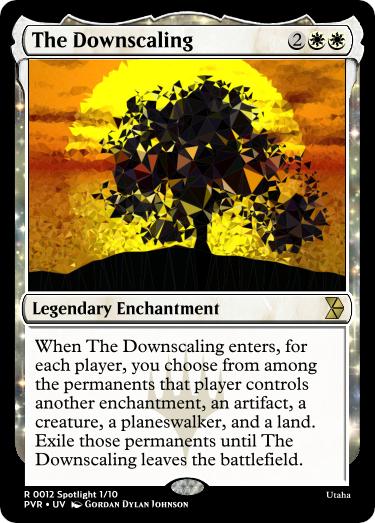 The Downscaling 2
Legendary Enchantment
When The Downscaling enters, for
each player, you choose from among
the permanents that player controls
another enchantment, an artifact, a
creature, a planeswalker, and a land.
Exile those permanents until The
Downscaling leaves the battlefield.
R 0012 Spotlight 1/10
PVR • UV Gordan Dylan Johnson
Utaha